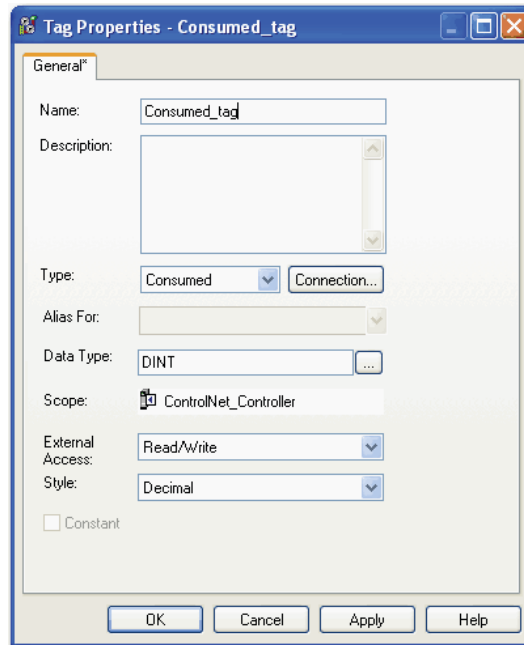 Tag Properties - Consumed_tag
General*
Name:
Consumed_tag
Description:
Type:
Consumed
Connection...
Alias For:
Data Type:
DINT
...
Scope:
ControlNet_Controller
External
Access:
Read/Write
Style:
Decimal
Constant
OK
Cancel
Apply
Help